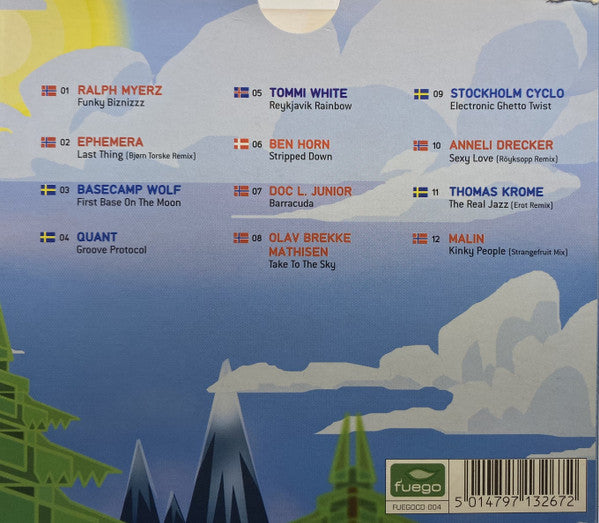 01 RALPH MYERZ
Funky Biznizzz
02 EPHEMERA
Last Thing (Bjørn Torske Remix)
03 BASECAMP WOLF
First Base On The Moon
04 QUANT
Groove Protocol
05 TOMMI WHITE
Reykjavik Rainbow
06 BEN HORN
Stripped Down
07 DOC L. JUNIOR
Barracuda
08 OLAV BREKKE
MATHISEN
Take To The Sky
09 STOCKHOLM CYCLO
Electronic Ghetto Twist
10 ANNELI DRECKER
Sexy Love (Röyksopp Remix)
11 THOMAS KROME
The Real Jazz (Erot Remix)
12 MALIN
Kinky People (Strangefruit Mix)
fuego
FUEGOCD 004
5 014797 132672